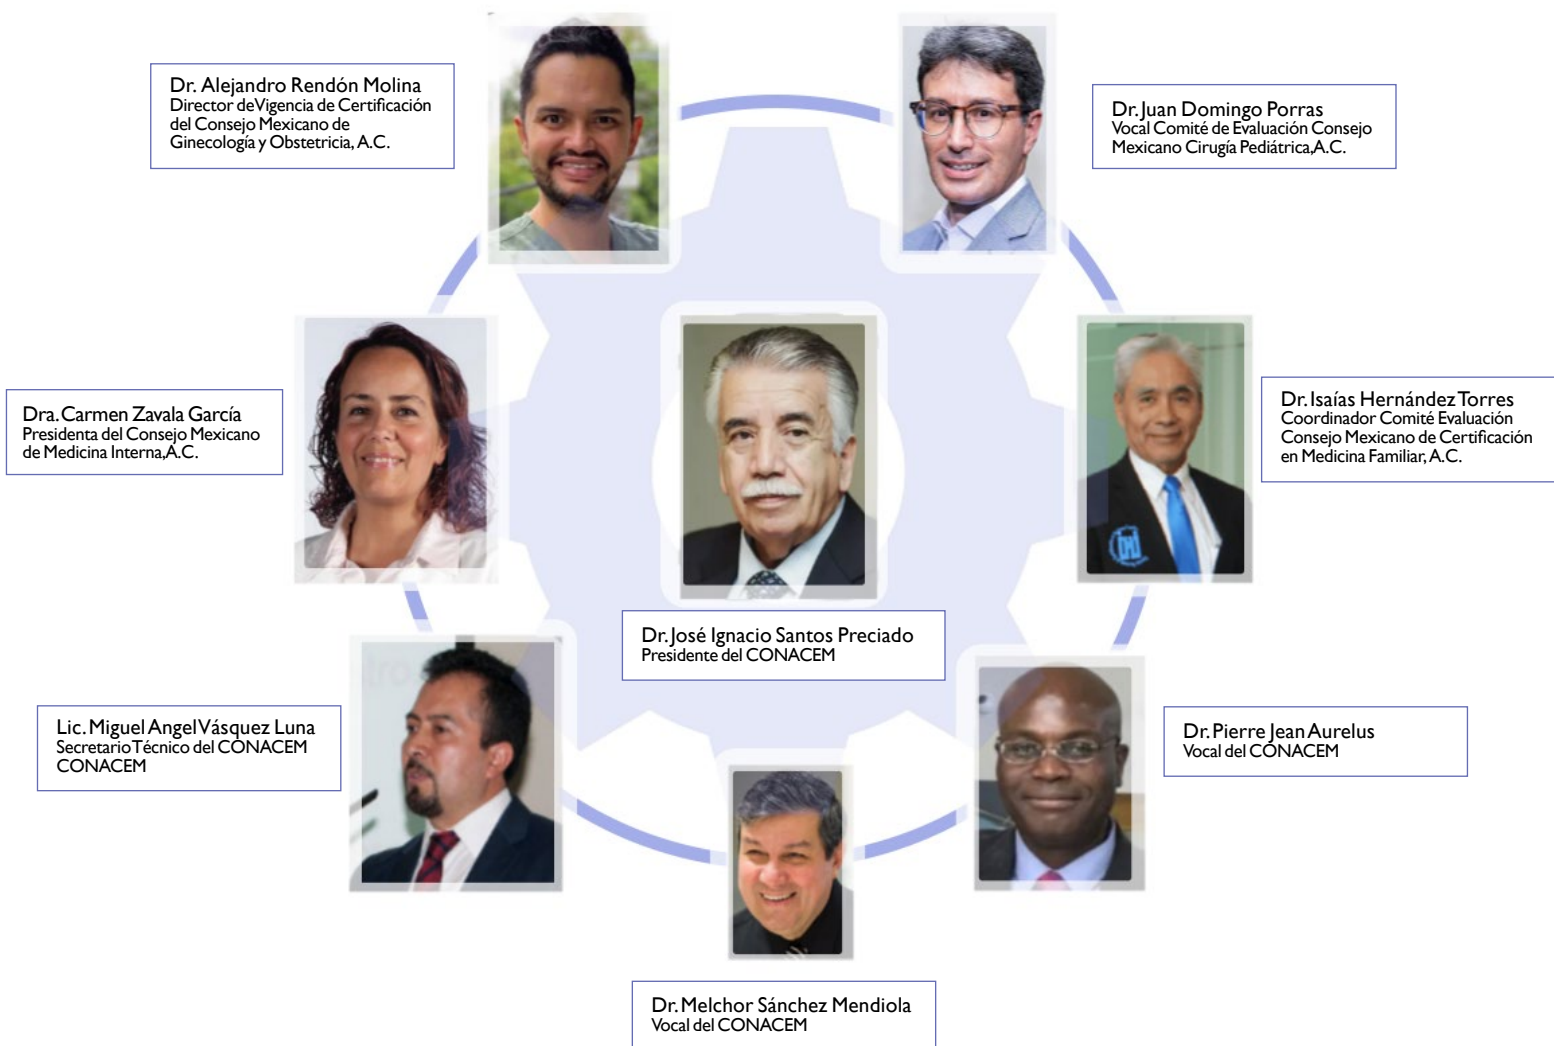 Dr. Alejandro Rendón Molina
Director de Vigencia de Certificación
del Consejo Mexicano de
Ginecología y Obstetricia, A.C.
Dr. Juan Domingo Porras
Vocal Comité de Evaluación Consejo
Mexicano Cirugía Pediátrica, A.C.
Dra. Carmen Zavala García
Presidenta del Consejo Mexicano
de Medicina Interna, A.C.
Dr. Isaías Hernández Torres
Coordinador Comité Evaluación
Consejo Mexicano de Certificación
en Medicina Familiar, A.C.
Dr. José Ignacio Santos Preciado
Presidente del CONACEM
Lic. Miguel Angel Vásquez Luna
Secretario Técnico del CONACEM
CONACEM
Dr. Pierre Jean Aurelus
Vocal del CONACEM
Dr. Melchor Sánchez Mendiola
Vocal del CONACEM